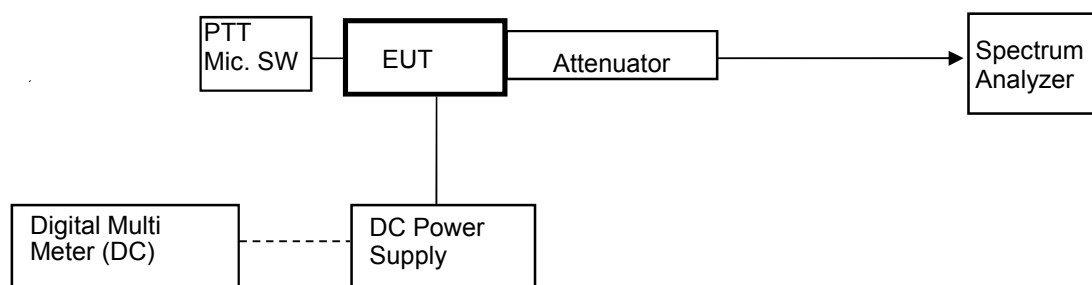 PTT
Mic. SW
EUT
Attenuator
Spectrum
Analyzer
Digital Multi
Meter (DC)
DC Power
Supply